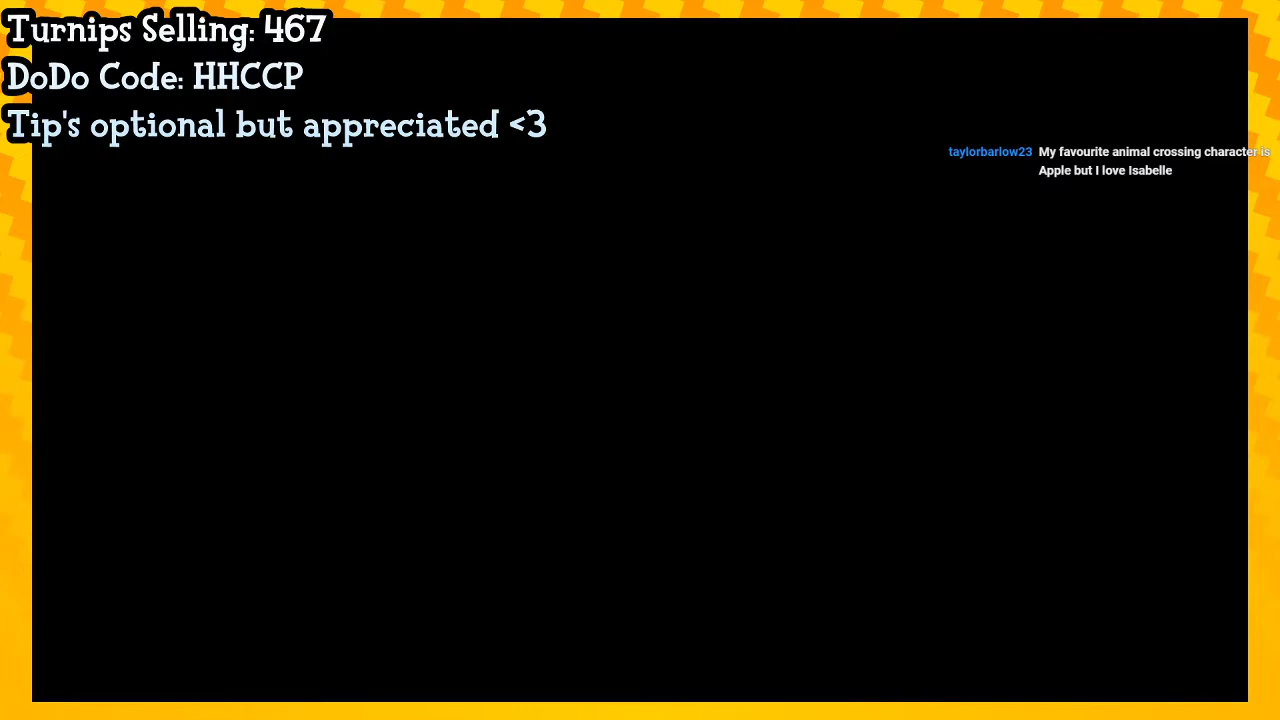 Turnips Selling: 467
DoDo Code: HHCCP
Tip's optional but appreciated <3
taylorbarlow23 My favourite animal crossing character is
Apple but I love Isabelle